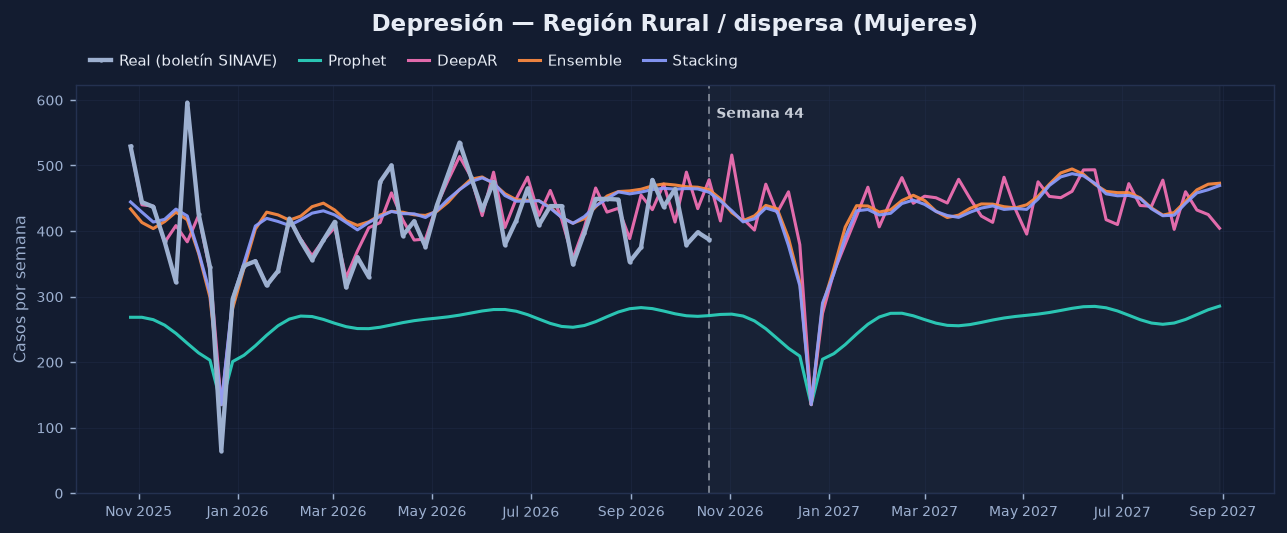 Depresión — Región Rural / dispersa (Mujeres)
Real (boletín SINAVE) Prophet DeepAR Ensemble Stacking
Semana 44
Casos por semana
600
500
400
300
200
100
0
Nov 2025 Jan 2026 Mar 2026 May 2026 Jul 2026 Sep 2026 Nov 2026 Jan 2027 Mar 2027 May 2027 Jul 2027 Sep 2027